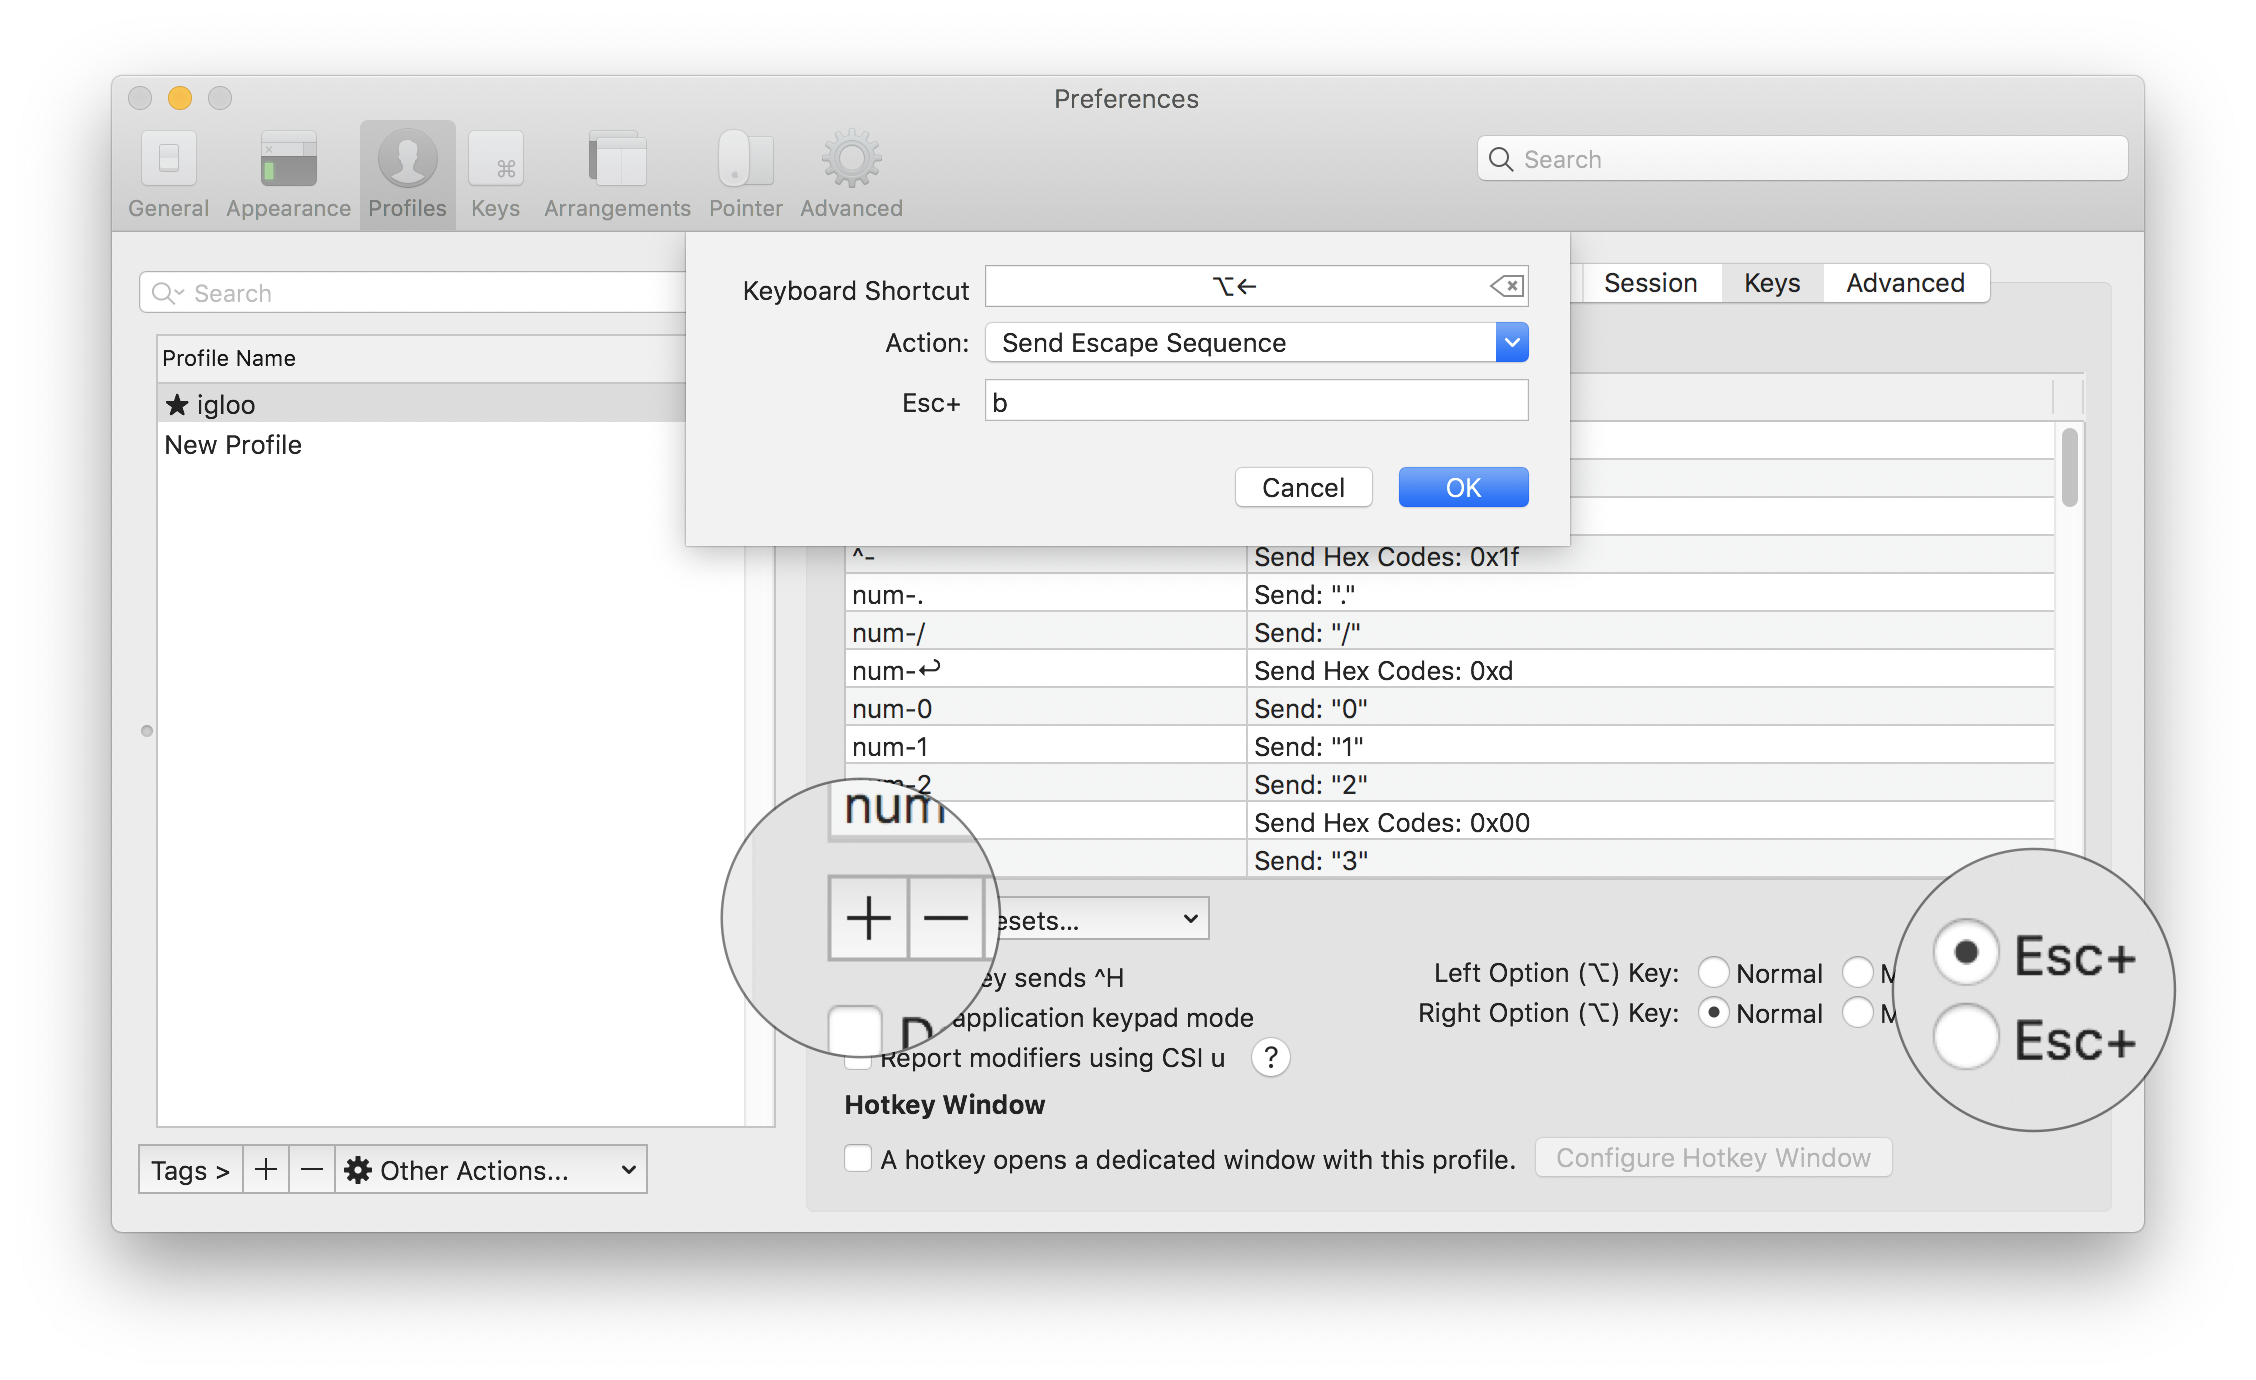 Preferences
General Appearance Profiles Keys Arrangements Pointer Advanced
Search
Search
Profile Name
★ igloo
New Profile
Tags >
Other Actions...
Keyboard Shortcut ⌥←
Action: Send Escape Sequence
Esc+ b
Cancel OK
Session Keys Advanced
^- Send Hex Codes: 0x1f
num-. Send: "."
num-/ Send: "/"
num-↩ Send Hex Codes: 0xd
num-0 Send: "0"
num-1 Send: "1"
num-2 Send: "2"
num
Send Hex Codes: 0x00
Send: "3"
+ −
esets...
ey sends ^H
application keypad mode
Report modifiers using CSI u ?
Left Option (⌥) Key: Normal
Right Option (⌥) Key: Normal
Esc+
Esc+
Hotkey Window
A hotkey opens a dedicated window with this profile. Configure Hotkey Window